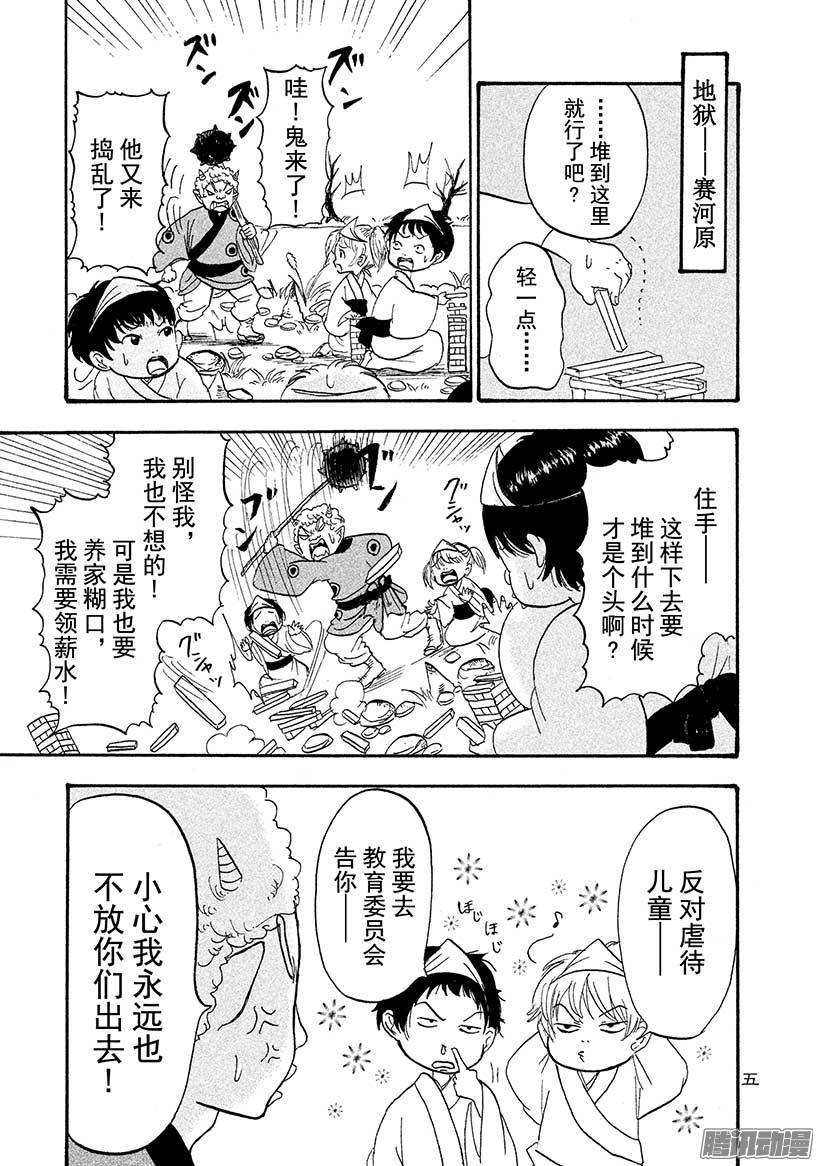 地狱——赛河原
……堆到这里
就行了吧？
轻一点……
哇！鬼来了！
他又来
捣乱了！
ズン
ズン
住手——
这样下去要
堆到什么时候
才是个头啊？
グシャッ
グシャッ
别怪我，
我也不想的！
可是我也要
养家糊口，
我需要领薪水！
反对虐待
儿童——
我要去
教育委员会
告你——
ほじ
ほじ
♪
小心我永远也
不放你们出去！
五
腾讯动漫